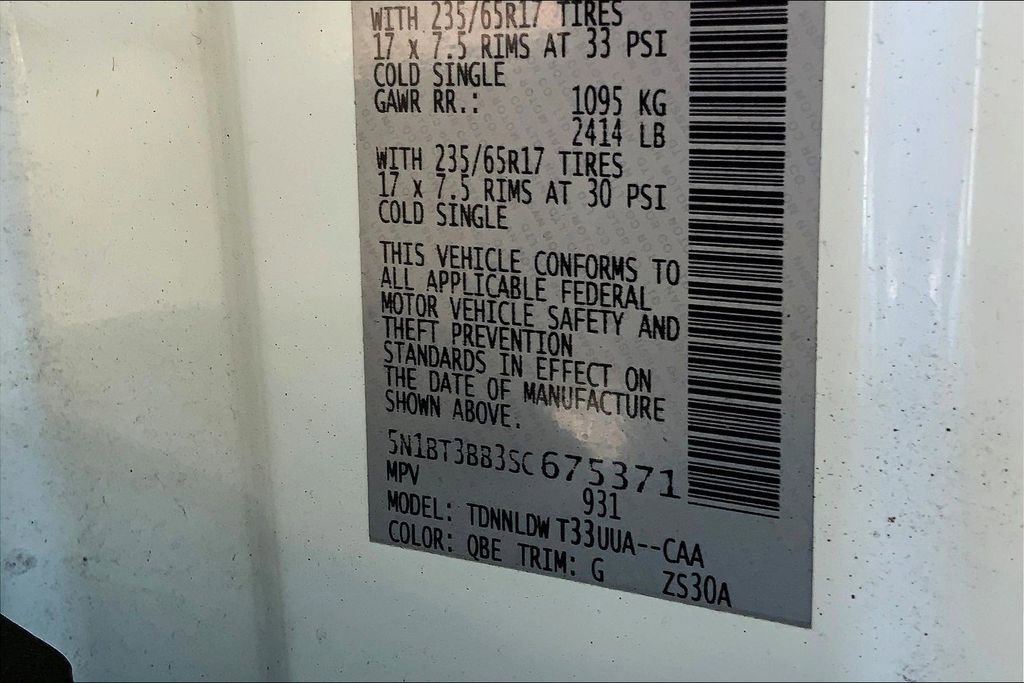 WITH 235/65R17 TIRES
17 x 7.5 RIMS AT 33 PSI
COLD SINGLE
GAWR RR.: 1095 KG
2414 LB
WITH 235/65R17 TIRES
17 x 7.5 RIMS AT 30 PSI
COLD SINGLE
THIS VEHICLE CONFORMS TO
ALL APPLICABLE FEDERAL
MOTOR VEHICLE SAFETY AND
THEFT PREVENTION
STANDARDS IN EFFECT ON
THE DATE OF MANUFACTURE
SHOWN ABOVE.
5N1BT3BB3SC675371
MPV 931
MODEL: TDNNLDWT33UUA--CAA
COLOR: QBE TRIM: G ZS30A